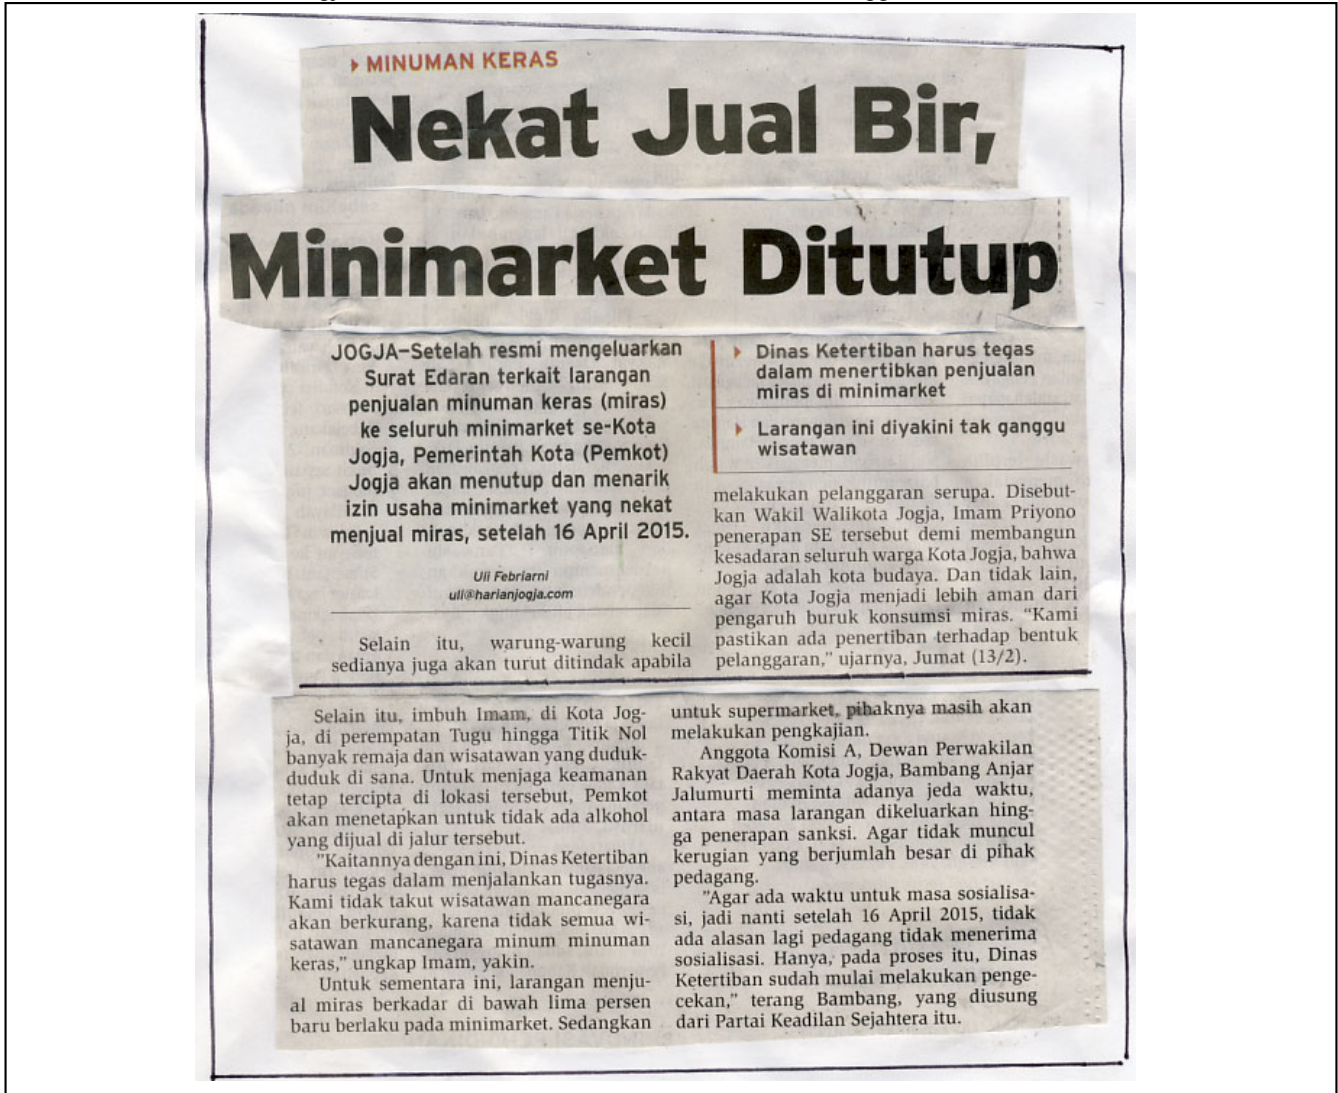 MINUMAN KERAS
Nekat Jual Bir,
Minimarket Ditutup
JOGJA–Setelah resmi mengeluarkan
Surat Edaran terkait larangan
penjualan minuman keras (miras)
ke seluruh minimarket se-Kota
Jogja, Pemerintah Kota (Pemkot)
Jogja akan menutup dan menarik
izin usaha minimarket yang nekat
menjual miras, setelah 16 April 2015.
Uli Febriarni
uli@harianjogja.com
Selain itu, warung-warung kecil
sedianya juga akan turut ditindak apabila
Dinas Ketertiban harus tegas
dalam menertibkan penjualan
miras di minimarket
Larangan ini diyakini tak ganggu
wisatawan
melakukan pelanggaran serupa. Disebut-
kan Wakil Walikota Jogja, Imam Priyono
penerapan SE tersebut demi membangun
kesadaran seluruh warga Kota Jogja, bahwa
Jogja adalah kota budaya. Dan tidak lain,
agar Kota Jogja menjadi lebih aman dari
pengaruh buruk konsumsi miras. “Kami
pastikan ada penertiban terhadap bentuk
pelanggaran,” ujarnya, Jumat (13/2).
Selain itu, imbuh Imam, di Kota Jog-
ja, di perempatan Tugu hingga Titik Nol
banyak remaja dan wisatawan yang duduk-
duduk di sana. Untuk menjaga keamanan
tetap tercipta di lokasi tersebut, Pemkot
akan menetapkan untuk tidak ada alkohol
yang dijual di jalur tersebut.
”Kaitannya dengan ini, Dinas Ketertiban
harus tegas dalam menjalankan tugasnya.
Kami tidak takut wisatawan mancanegara
akan berkurang, karena tidak semua wi-
satawan mancanegara minum minuman
keras,” ungkap Imam, yakin.
Untuk sementara ini, larangan menju-
al miras berkadar di bawah lima persen
baru berlaku pada minimarket. Sedangkan
untuk supermarket, pihaknya masih akan
melakukan pengkajian.
Anggota Komisi A, Dewan Perwakilan
Rakyat Daerah Kota Jogja, Bambang Anjar
Jalumurti meminta adanya jeda waktu,
antara masa larangan dikeluarkan hing-
ga penerapan sanksi. Agar tidak muncul
kerugian yang berjumlah besar di pihak
pedagang.
”Agar ada waktu untuk masa sosialisa-
si, jadi nanti setelah 16 April 2015, tidak
ada alasan lagi pedagang tidak menerima
sosialisasi. Hanya, pada proses itu, Dinas
Ketertiban sudah mulai melakukan penge-
cekan,” terang Bambang, yang diusung
dari Partai Keadilan Sejahtera itu.